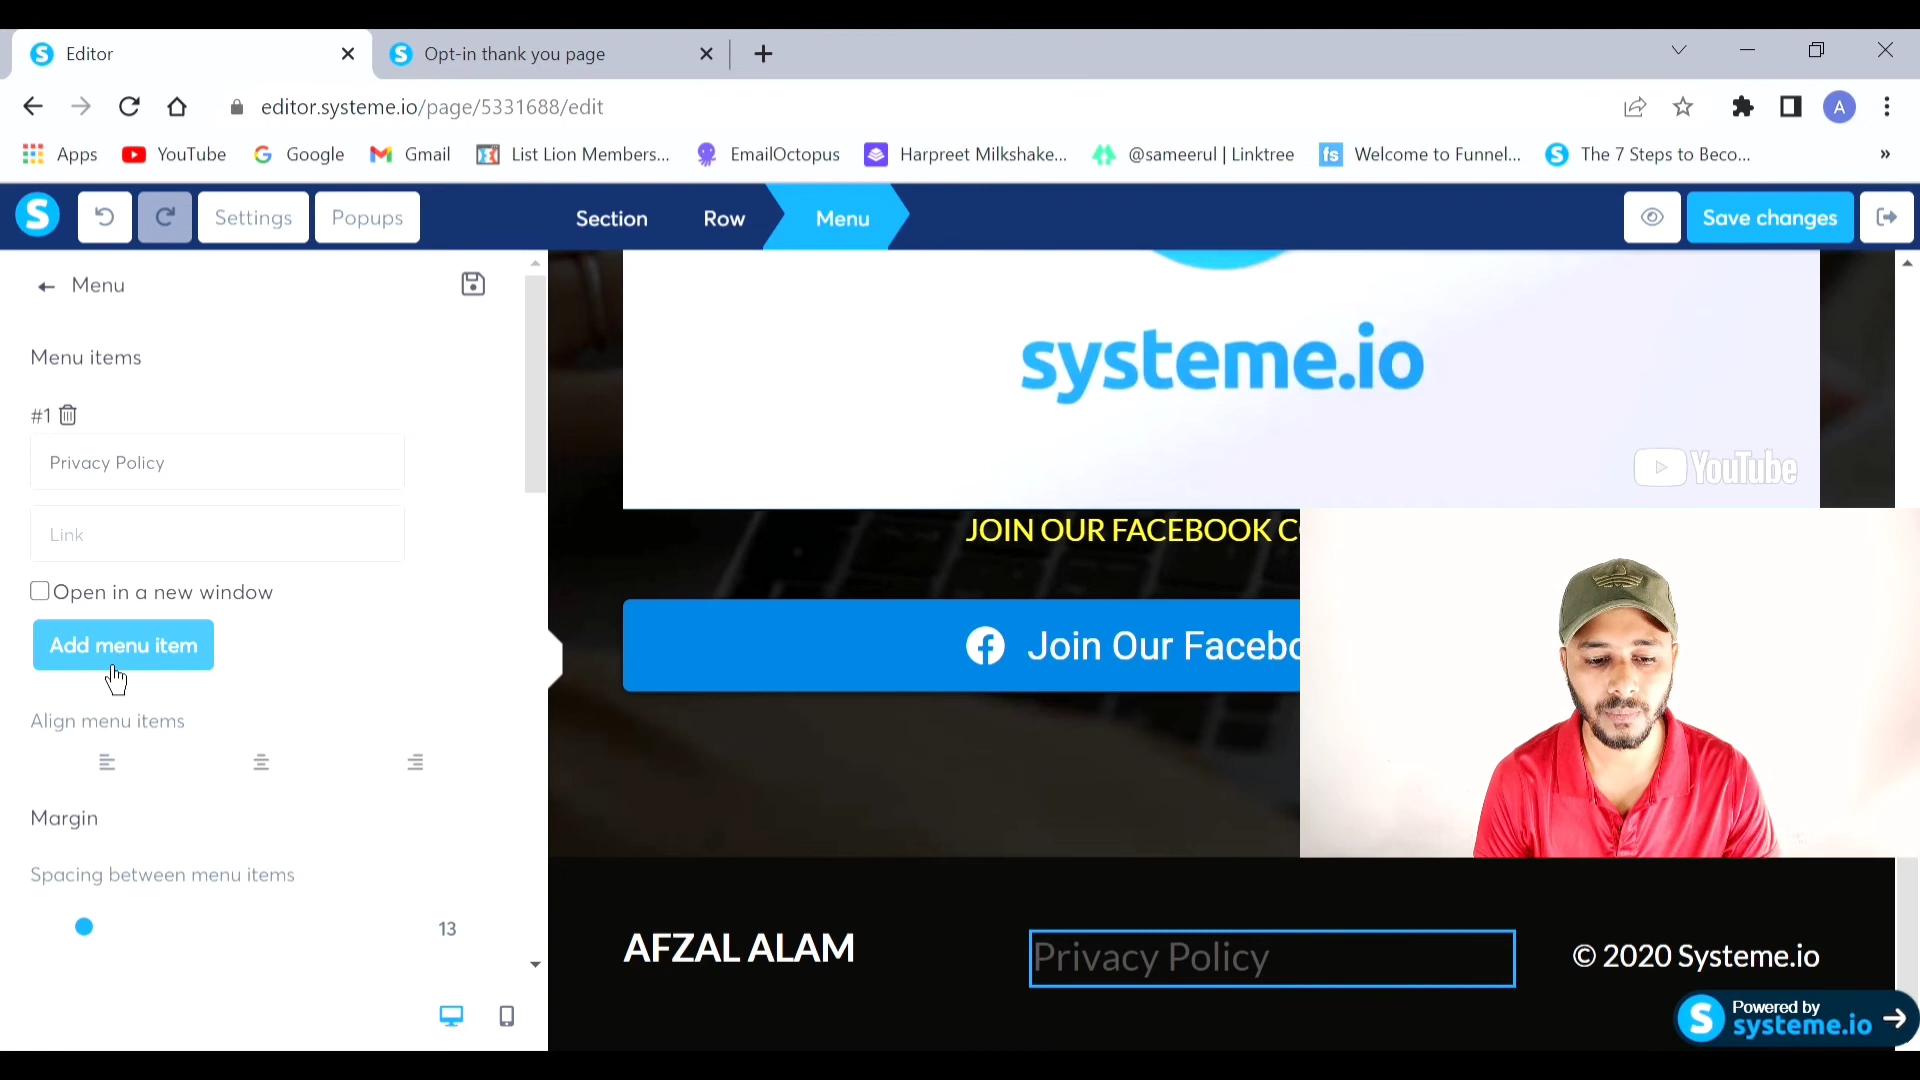 Editor
Opt-in thank you page
editor.systeme.io/page/5331688/edit
A
Apps
YouTube
Google
Gmail
List Lion Members...
EmailOctopus
Harpreet Milkshake...
@sameerul | Linktree
fs
Welcome to Funnel...
The 7 Steps to Beco...
»
S
Settings
Popups
Section
Row
Menu
Save changes
Menu
Menu items
#1
Privacy Policy
Link
Open in a new window
Add menu item
Align menu items
Margin
Spacing between menu items
13
systeme.io
YouTube
JOIN OUR FACEBOOK C
Join Our Facebo
AFZAL ALAM
Privacy Policy
© 2020 Systeme.io
S
Powered by
systeme.io